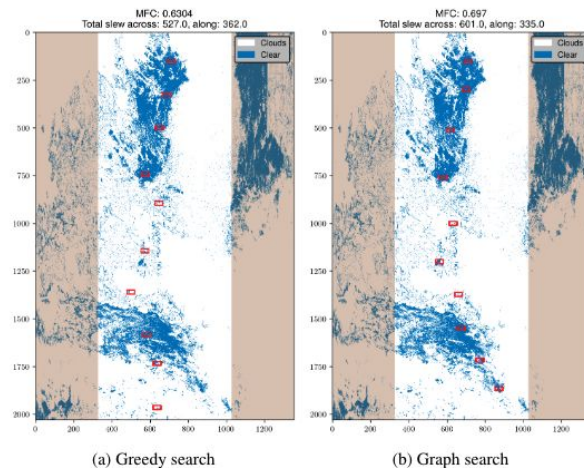 MFC: 0.6304
Total slew across: 527.0, along: 362.0
Clouds
Clear
0
250
500
750
1000
1250
1500
1750
2000
0 200 400 600 800 1000 1200
(a) Greedy search
MFC: 0.697
Total slew across: 601.0, along: 335.0
Clouds
Clear
0
250
500
750
1000
1250
1500
1750
2000
0 200 400 600 800 1000 1200
(b) Graph search